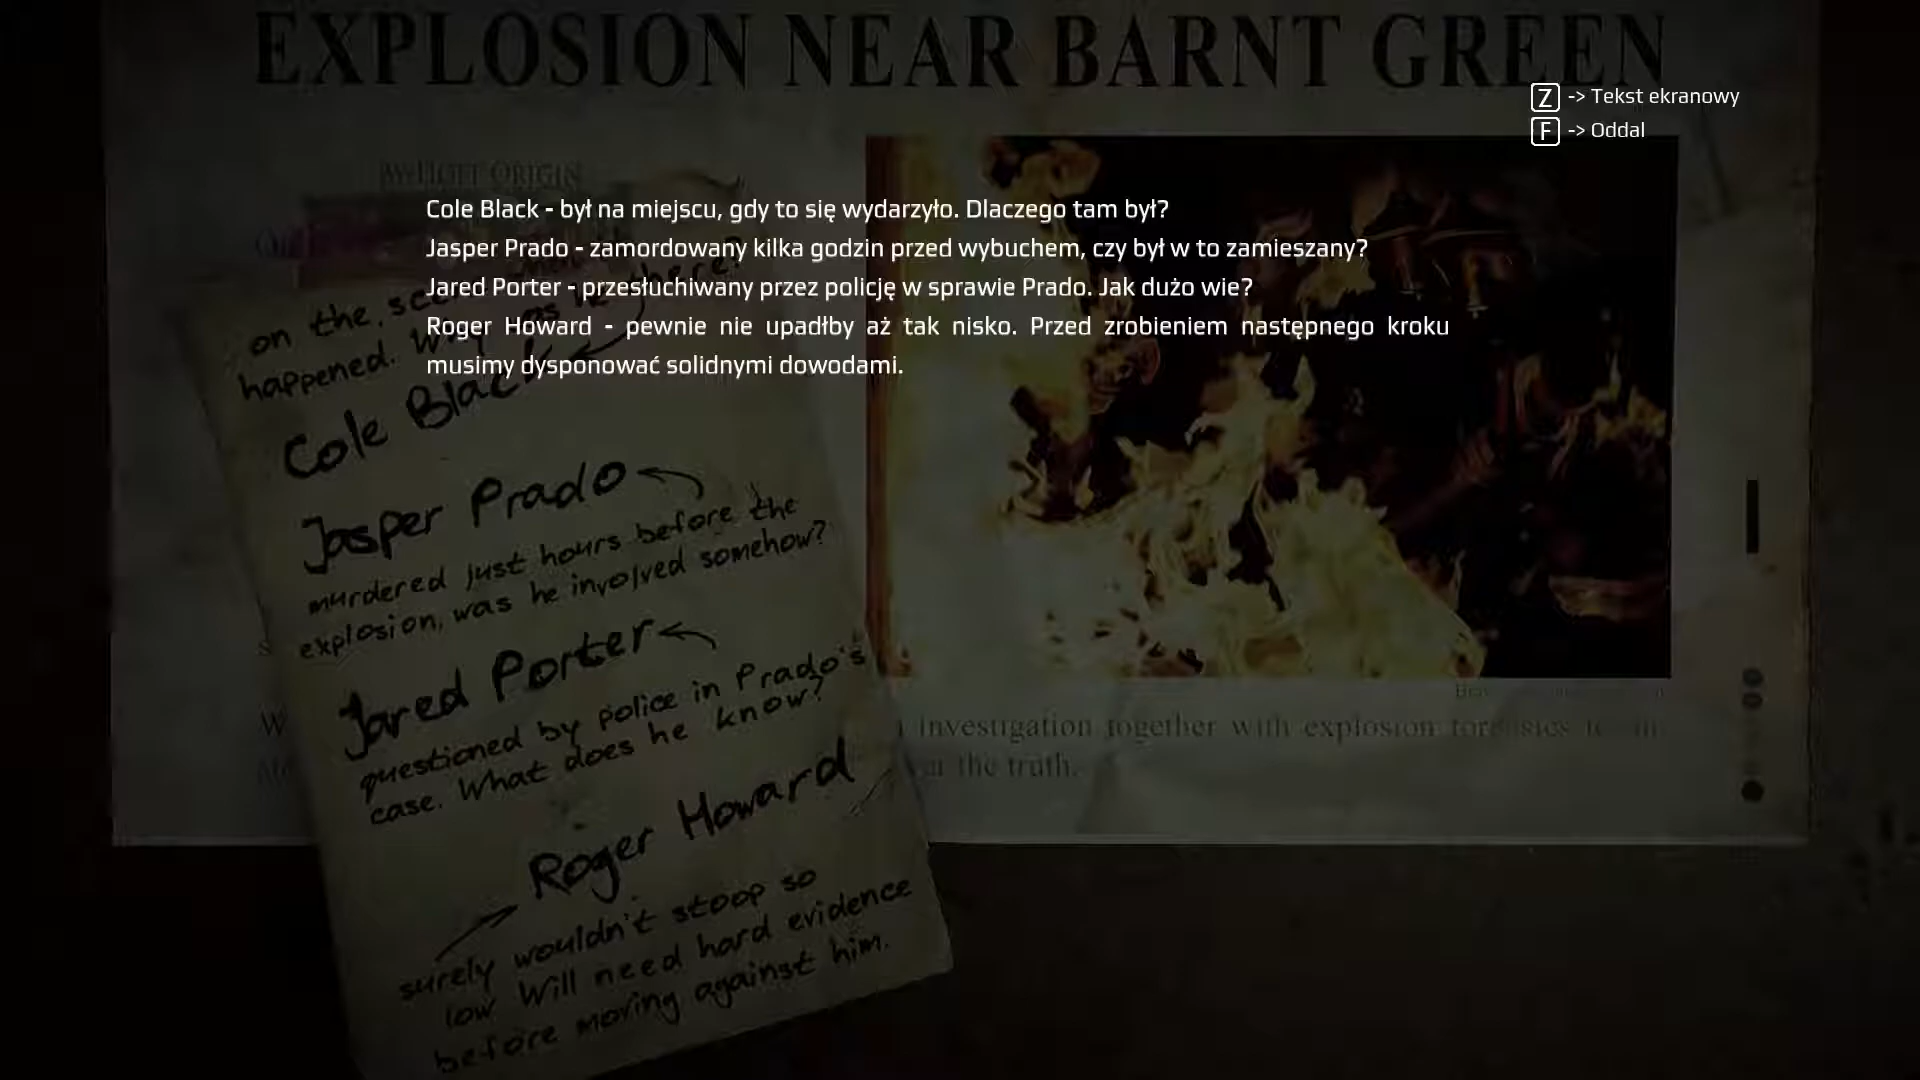 EXPLOSION NEAR BARNT GREEN
Z -> Tekst ekranowy
F -> Oddal
Cole Black - był na miejscu, gdy to się wydarzyło. Dlaczego tam był?
Jasper Prado - zamordowany kilka godzin przed wybuchem, czy był w to zamieszany?
Jared Porter - przesłuchiwany przez policję w sprawie Prado. Jak dużo wie?
Roger Howard - pewnie nie upadłby aż tak nisko. Przed zrobieniem następnego kroku
musimy dysponować solidnymi dowodami.
ORIGIN
on the
there?
happened.
Cole Black
Jasper Prado
murdered just hours before the
explosion, was he involved somehow?
Jared Porter
questioned by police in Prado's
case. What does he know?
Roger Howard
surely wouldn't stoop so
low Will need hard evidence
before moving against him.
investigation together with explosion forensics
the truth.